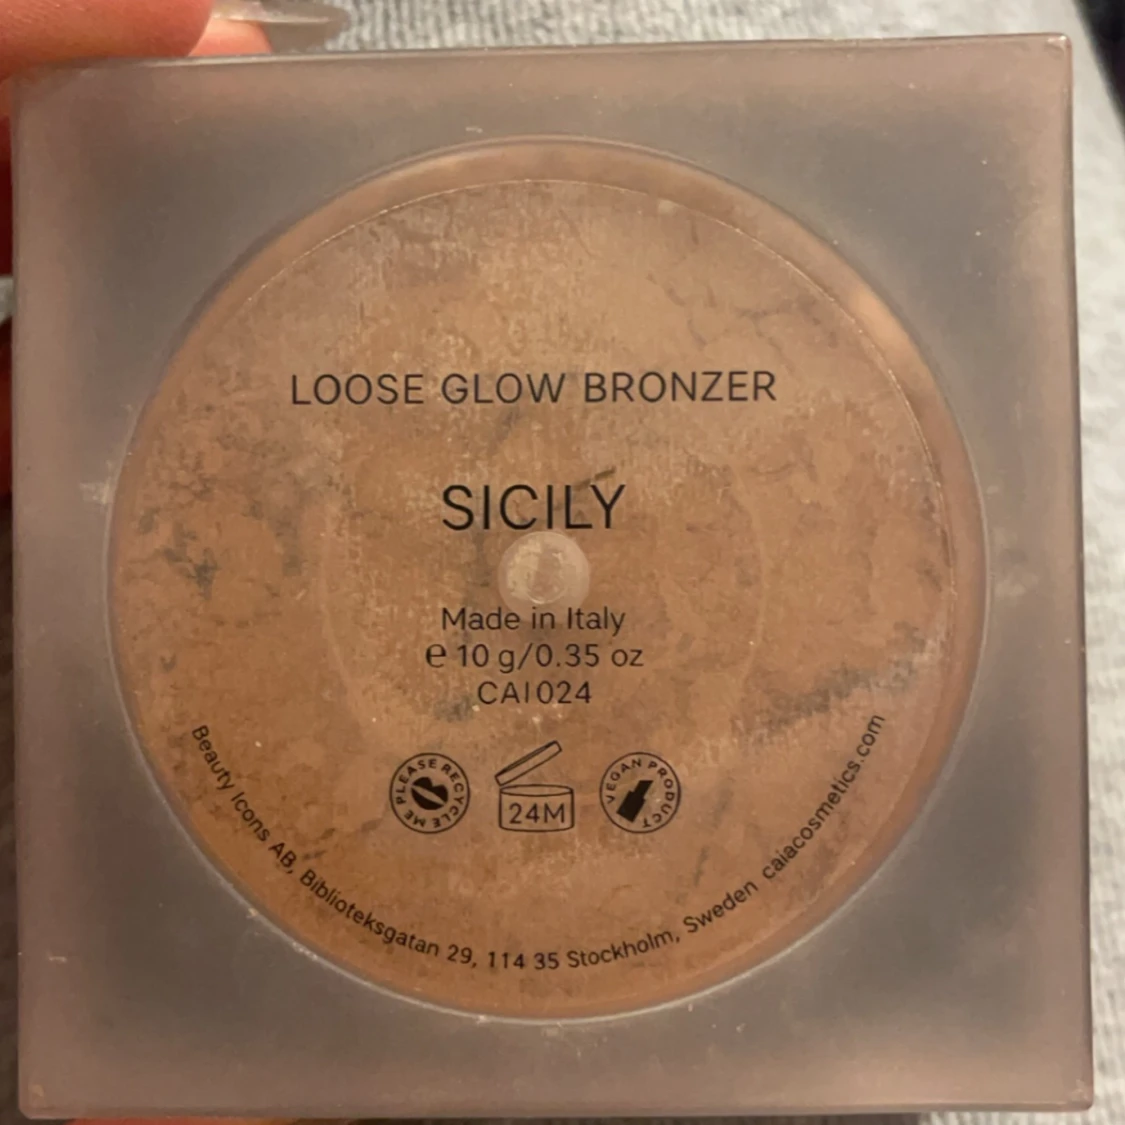 LOOSE GLOW BRONZER
SICILY
Made in Italy
℮ 10 g/0.35 oz
CAI024
PLEASE RECYCLE ME
24M
VEGAN PRODUCT
Beauty Icons AB, Biblioteksgatan 29, 114 35 Stockholm, Sweden caiacosmetics.com